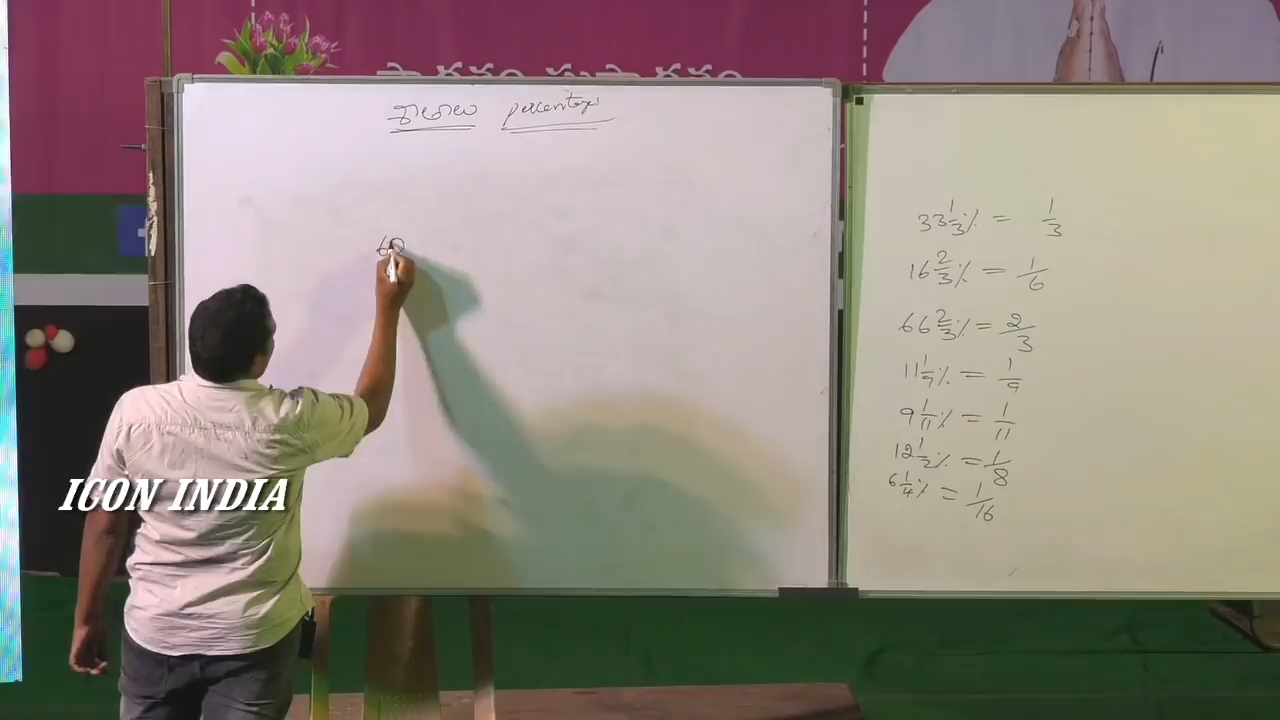 percentage
60
33 1/3 % = 1/3
16 2/3 % = 1/6
66 2/3 % = 2/3
11 1/9 % = 1/9
9 1/11 % = 1/11
12 1/2 % = 1/8
6 1/4 % = 1/16
ICON INDIA